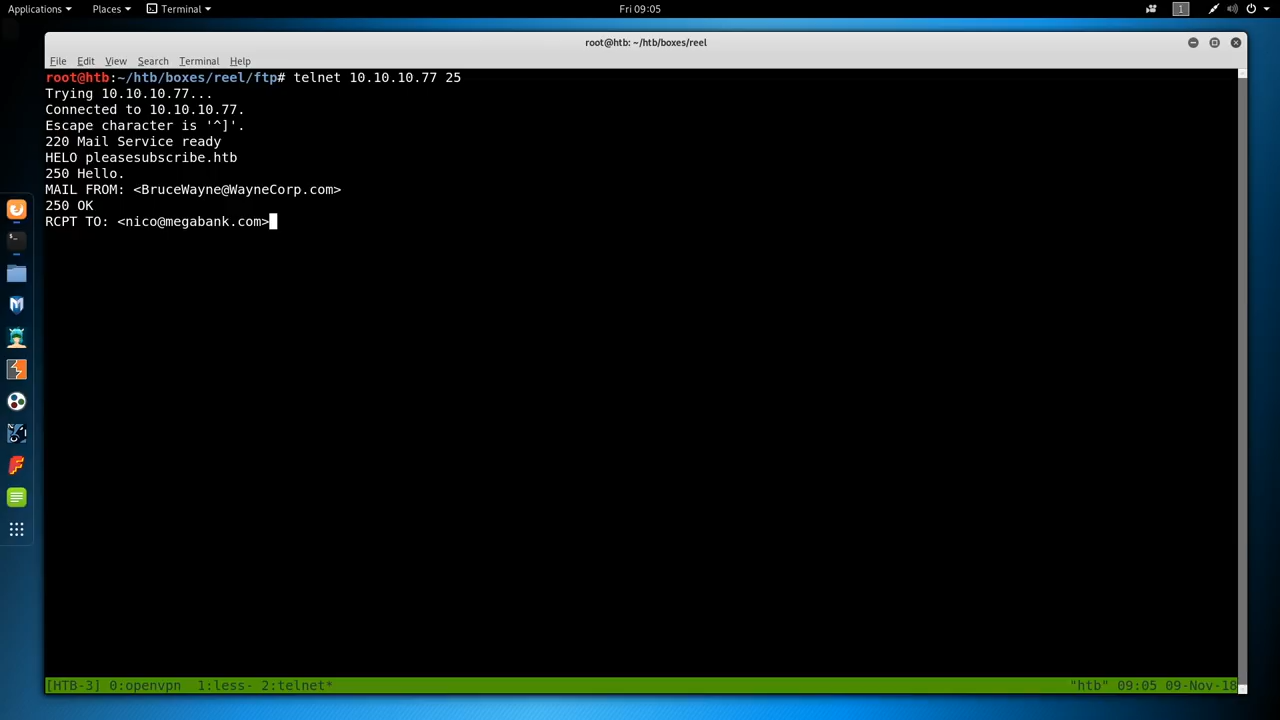 Applications Places Terminal Fri 09:05 1
root@htb: ~/htb/boxes/reel
File Edit View Search Terminal Help
root@htb:~/htb/boxes/reel/ftp# telnet 10.10.10.77 25
Trying 10.10.10.77...
Connected to 10.10.10.77.
Escape character is '^]'.
220 Mail Service ready
HELO pleasesubscribe.htb
250 Hello.
MAIL FROM: <BruceWayne@WayneCorp.com>
250 OK
RCPT TO: <nico@megabank.com>
[HTB-3] 0:openvpn 1:less- 2:telnet* "htb" 09:05 09-Nov-18